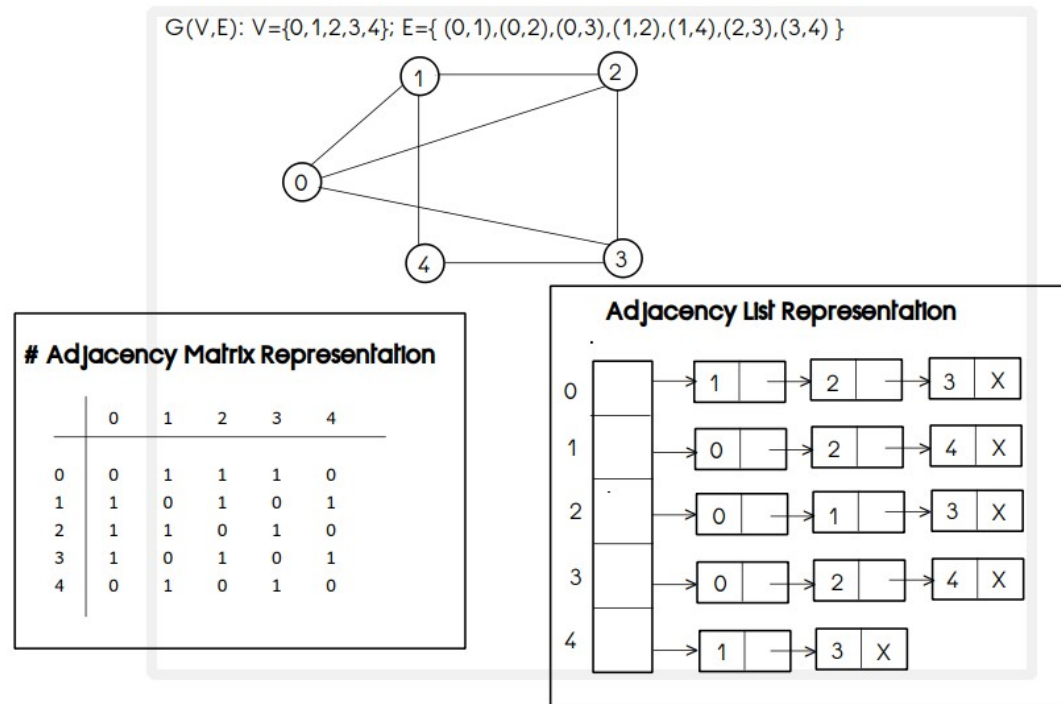 G(V,E): V={0,1,2,3,4}; E={ (0,1),(0,2),(0,3),(1,2),(1,4),(2,3),(3,4) }
1
2
0
4
3
# Adjacency Matrix Representation
0 1 2 3 4
0 0 1 1 1 0
1 1 0 1 0 1
2 1 1 0 1 0
3 1 0 1 0 1
4 0 1 0 1 0
Adjacency List Representation
0 1 2 3 X
1 0 2 4 X
2 0 1 3 X
3 0 2 4 X
4 1 3 X